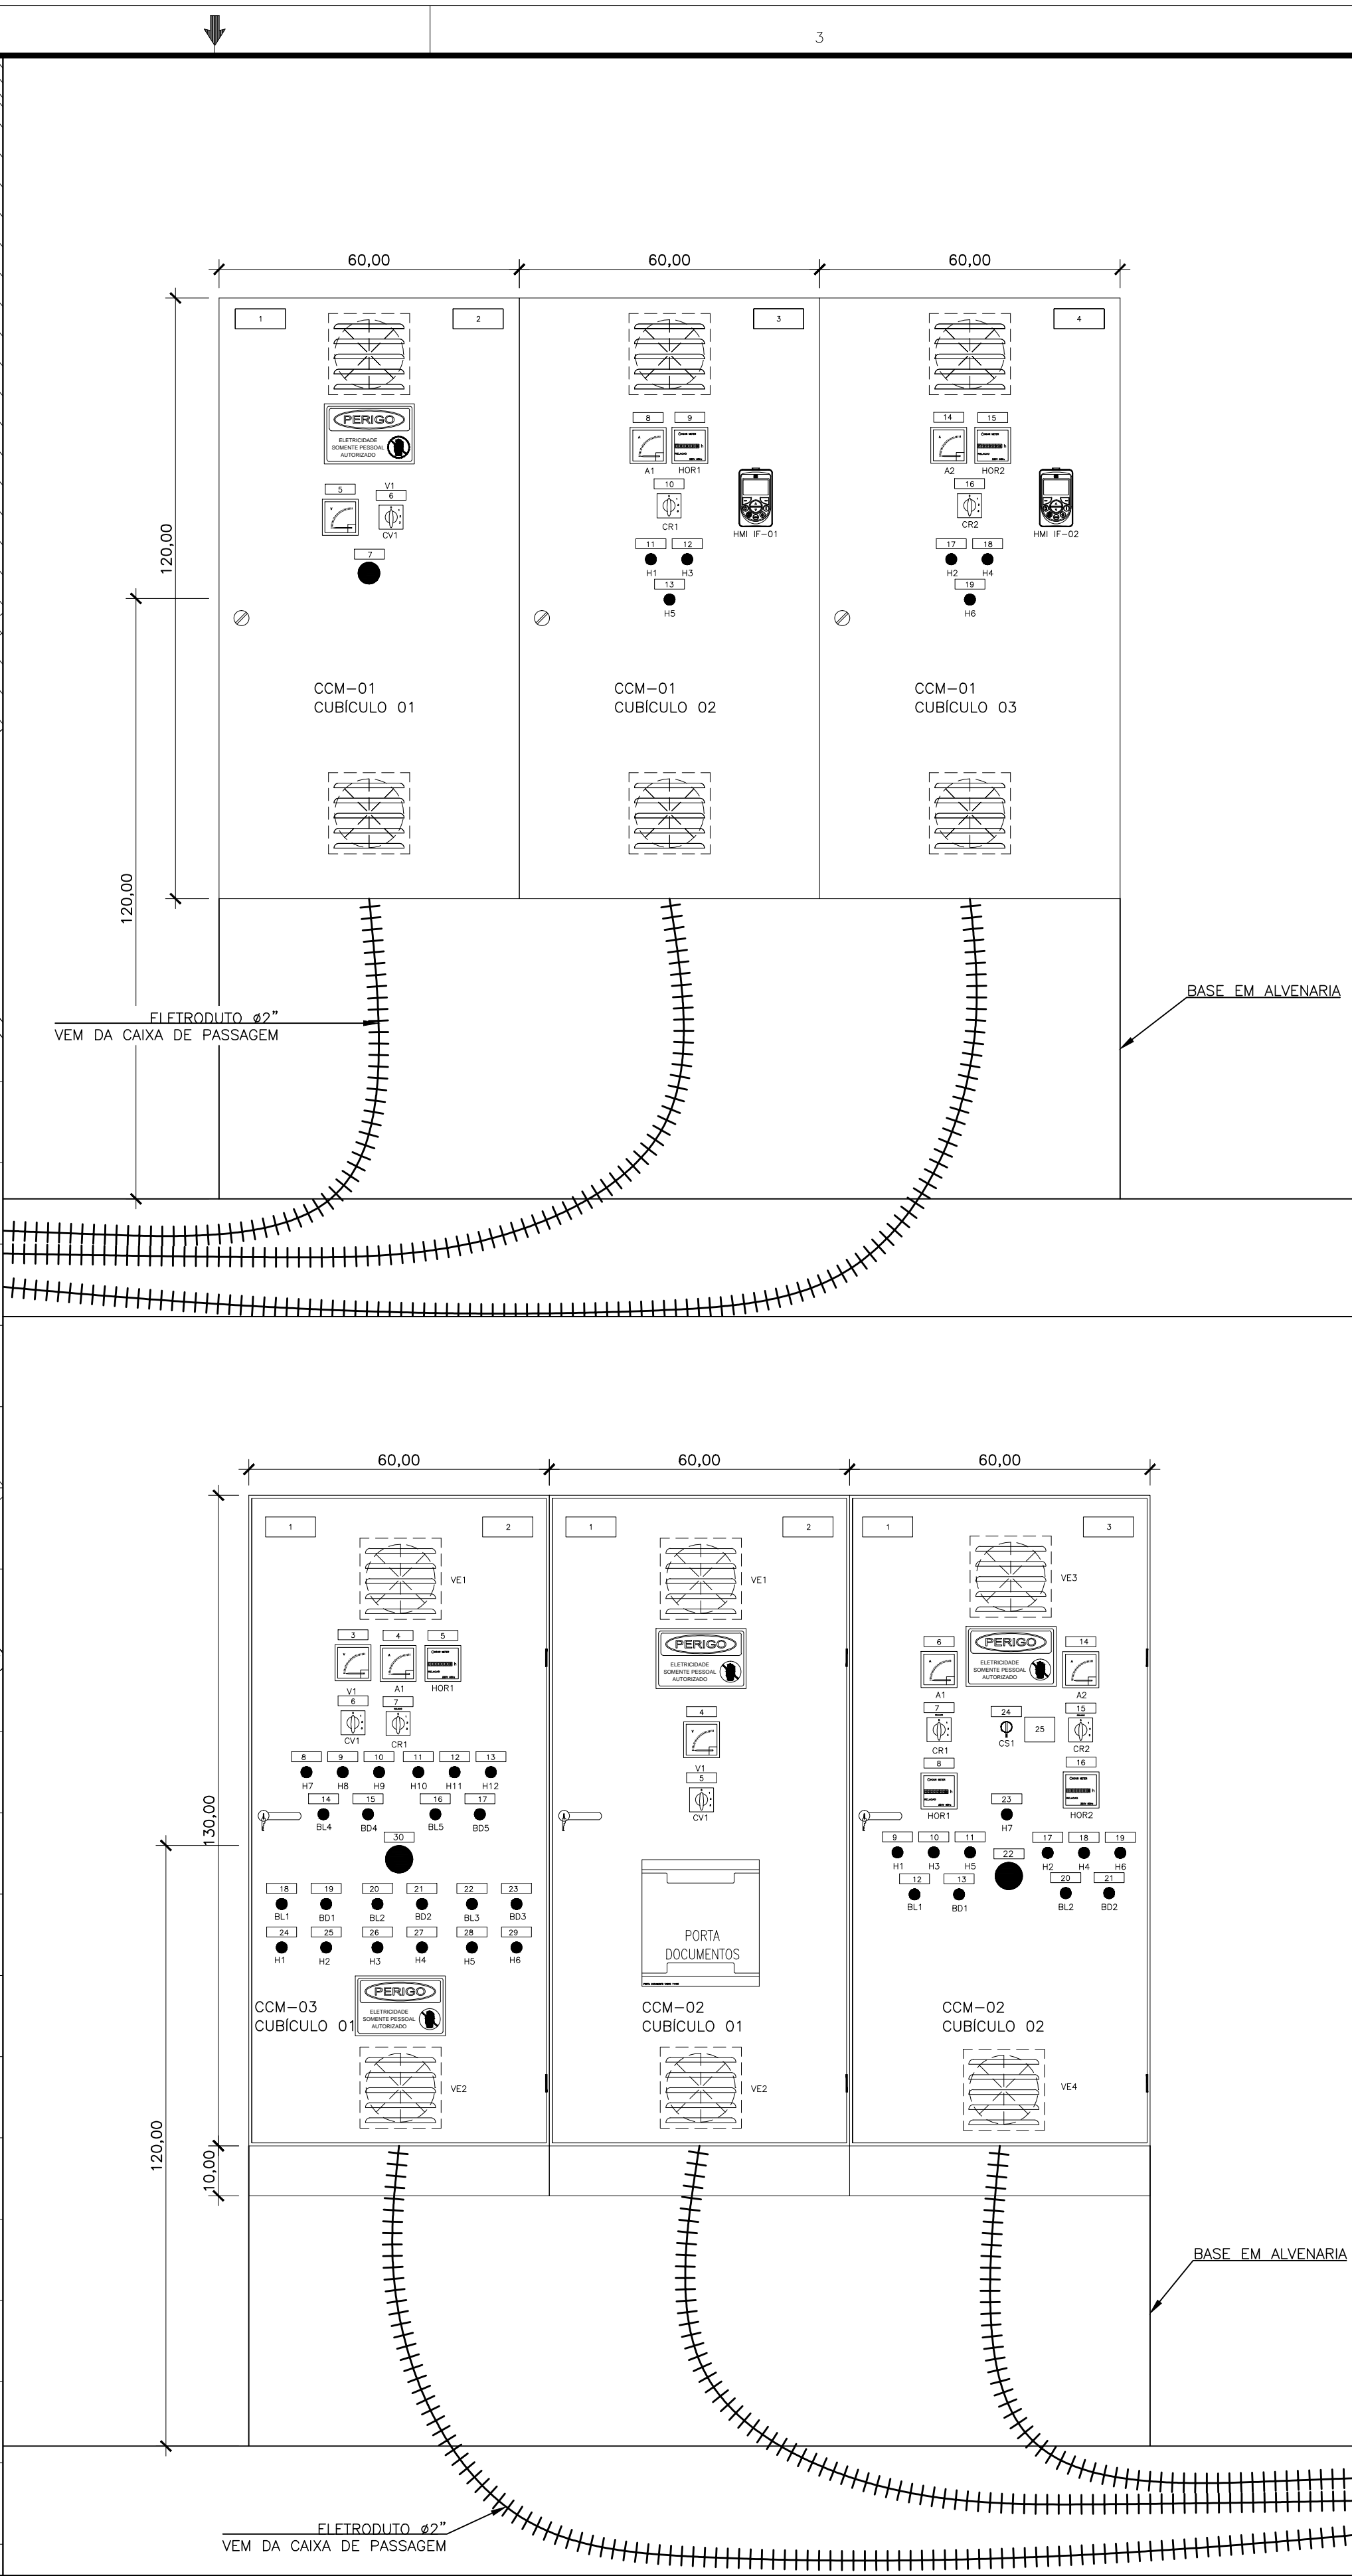 3
60,00
60,00
60,00
1
2
3
4
PERIGO
ELETRICIDADE
SOMENTE PESSOAL
AUTORIZADO
8
9
14
15
A1
HOR1
A2
HOR2
5
V1
6
CV1
10
CR1
16
CR2
HMI IF-01
HMI IF-02
7
11
12
H1
H3
13
H5
17
18
H2
H4
19
H6
120,00
120,00
CCM-01
CUBÍCULO 01
CCM-01
CUBÍCULO 02
CCM-01
CUBÍCULO 03
BASE EM ALVENARIA
ELETRODUTO ø2"
VEM DA CAIXA DE PASSAGEM
60,00
60,00
60,00
1
2
1
2
1
3
VE1
VE1
VE3
3
4
5
V1
A1
HOR1
6
7
CV1
CR1
8
9
10
11
12
13
H7
H8
H9
H10
H11
H12
14
15
16
17
BL4
BD4
BL5
BD5
30
18
19
20
21
22
23
BL1
BD1
BL2
BD2
BL3
BD3
24
25
26
27
28
29
H1
H2
H3
H4
H5
H6
PERIGO
ELETRICIDADE
SOMENTE PESSOAL
AUTORIZADO
CCM-03
CUBÍCULO 01
VE2
PERIGO
ELETRICIDADE
SOMENTE PESSOAL
AUTORIZADO
4
V1
5
CV1
PORTA
DOCUMENTOS
CCM-02
CUBÍCULO 01
VE2
PERIGO
ELETRICIDADE
SOMENTE PESSOAL
AUTORIZADO
6
14
A1
A2
7
24
25
15
CR1
CS1
CR2
8
16
HOR1
HOR2
23
H7
9
10
11
22
17
18
19
H1
H3
H5
H2
H4
H6
12
13
20
21
BL1
BD1
BL2
BD2
CCM-02
CUBÍCULO 02
VE4
130,00
120,00
10,00
BASE EM ALVENARIA
ELETRODUTO ø2"
VEM DA CAIXA DE PASSAGEM